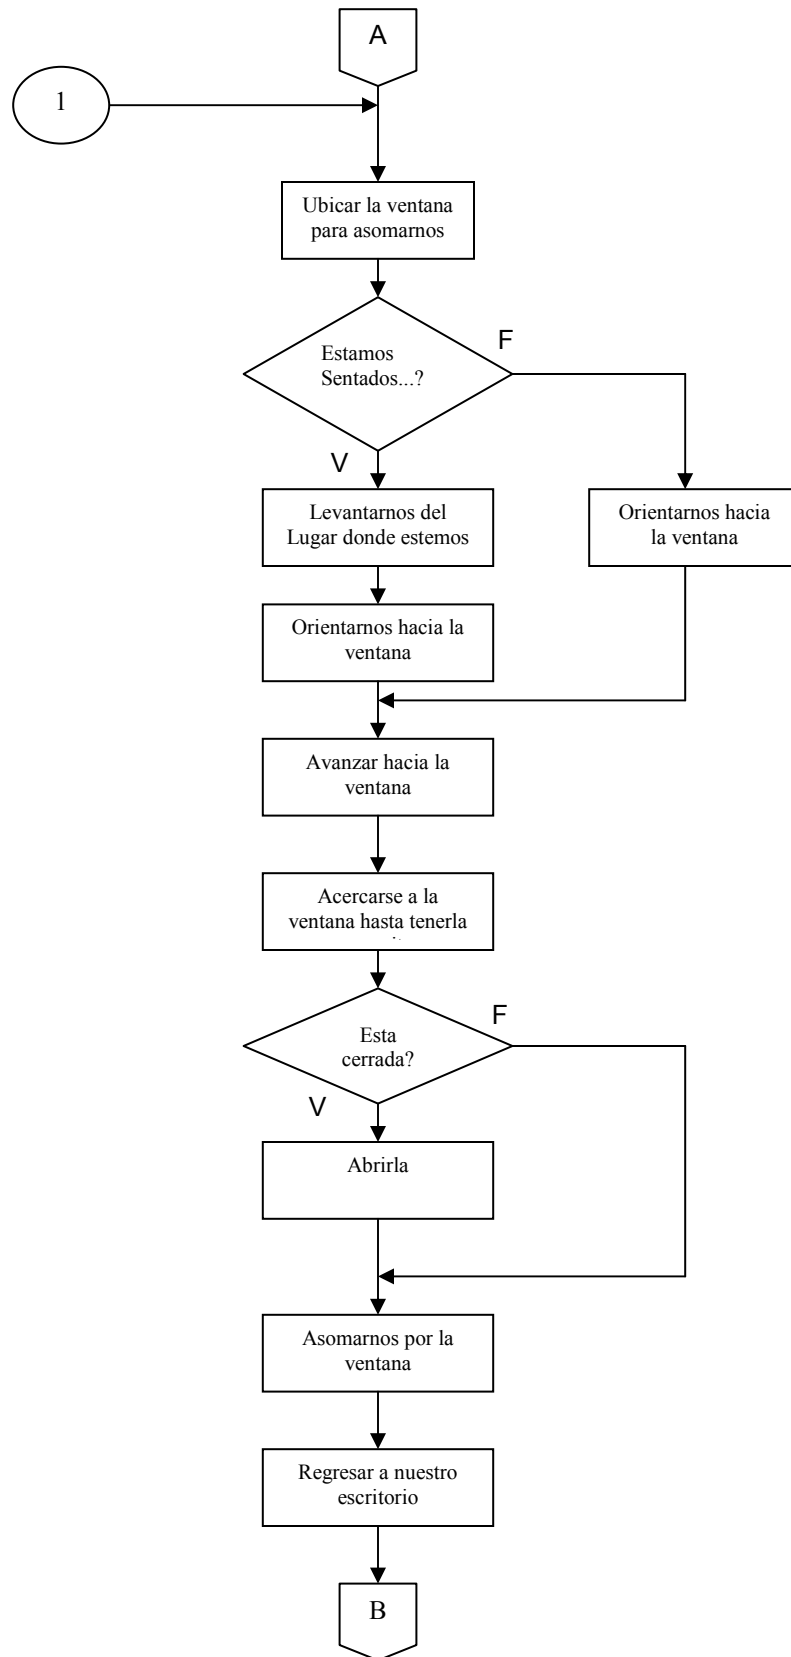 A
1
Ubicar la ventana
para asomarnos
Estamos
Sentados...?
F
V
Levantarnos del
Lugar donde estemos
Orientarnos hacia
la ventana
Orientarnos hacia la
ventana
Avanzar hacia la
ventana
Acercarse a la
ventana hasta tenerla
Esta
cerrada?
F
V
Abrirla
Asomarnos por la
ventana
Regresar a nuestro
escritorio
B